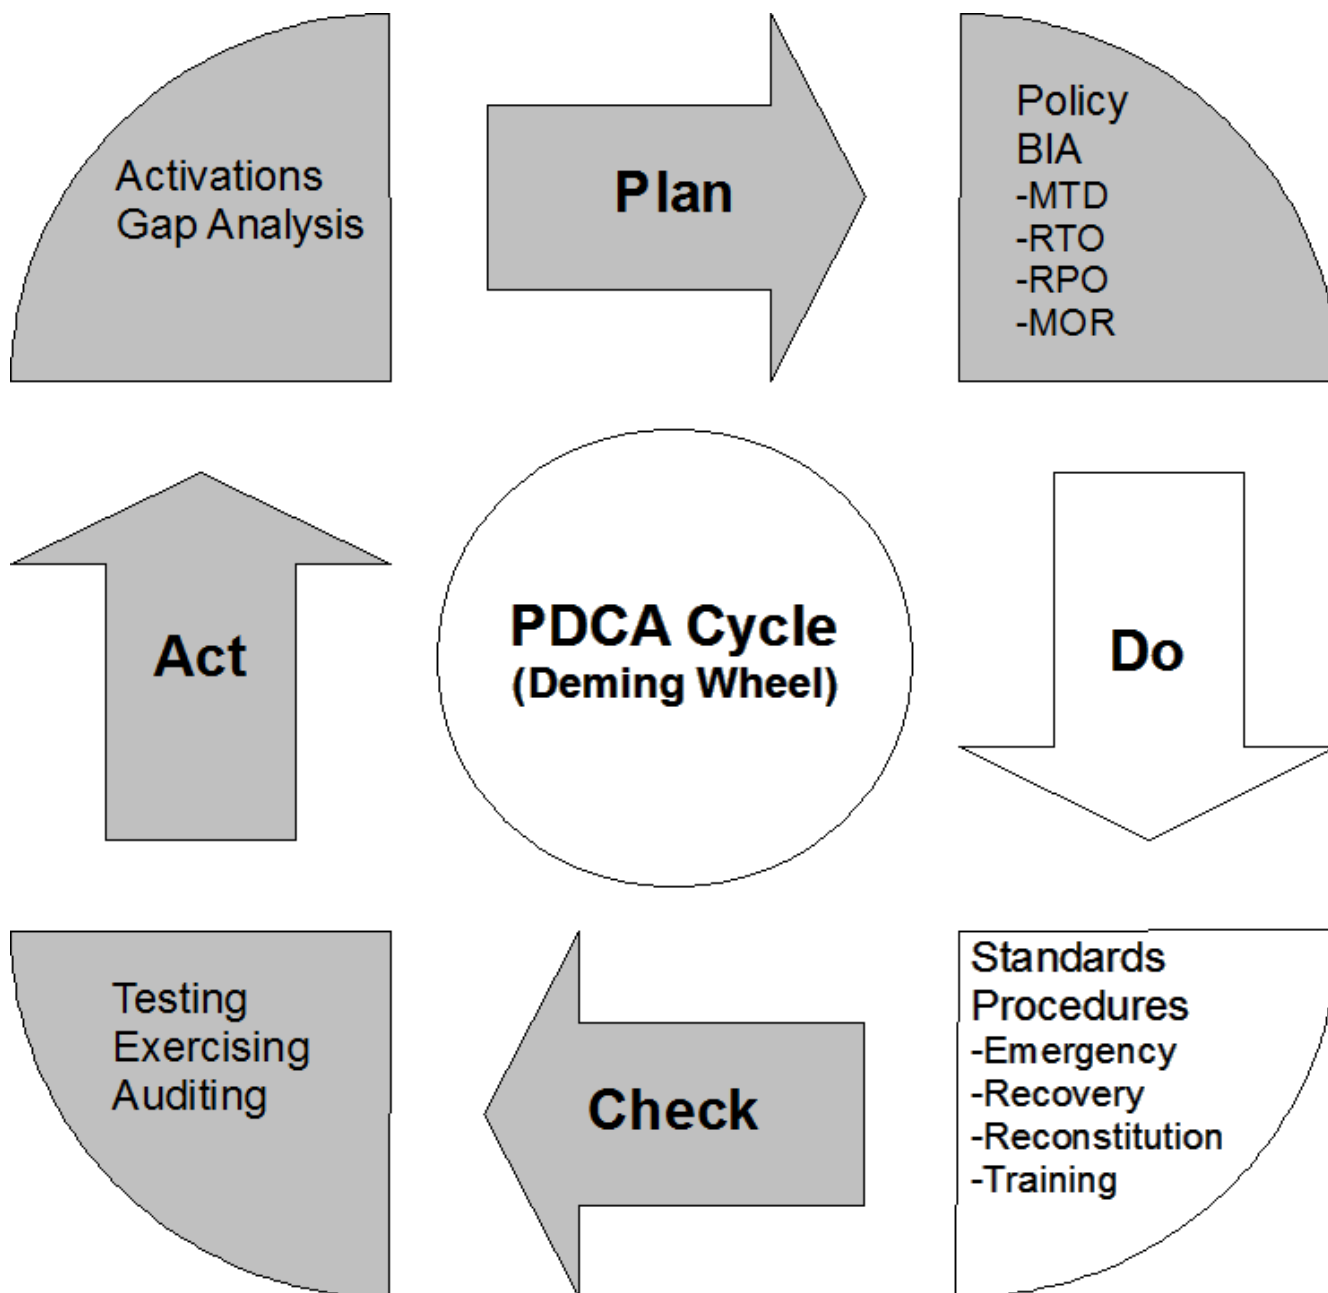 Activations
Gap Analysis
Plan
Policy
BIA
-MTD
-RTO
-RPO
-MOR
Act
PDCA Cycle
(Deming Wheel)
Do
Testing
Exercising
Auditing
Check
Standards
Procedures
-Emergency
-Recovery
-Reconstitution
-Training